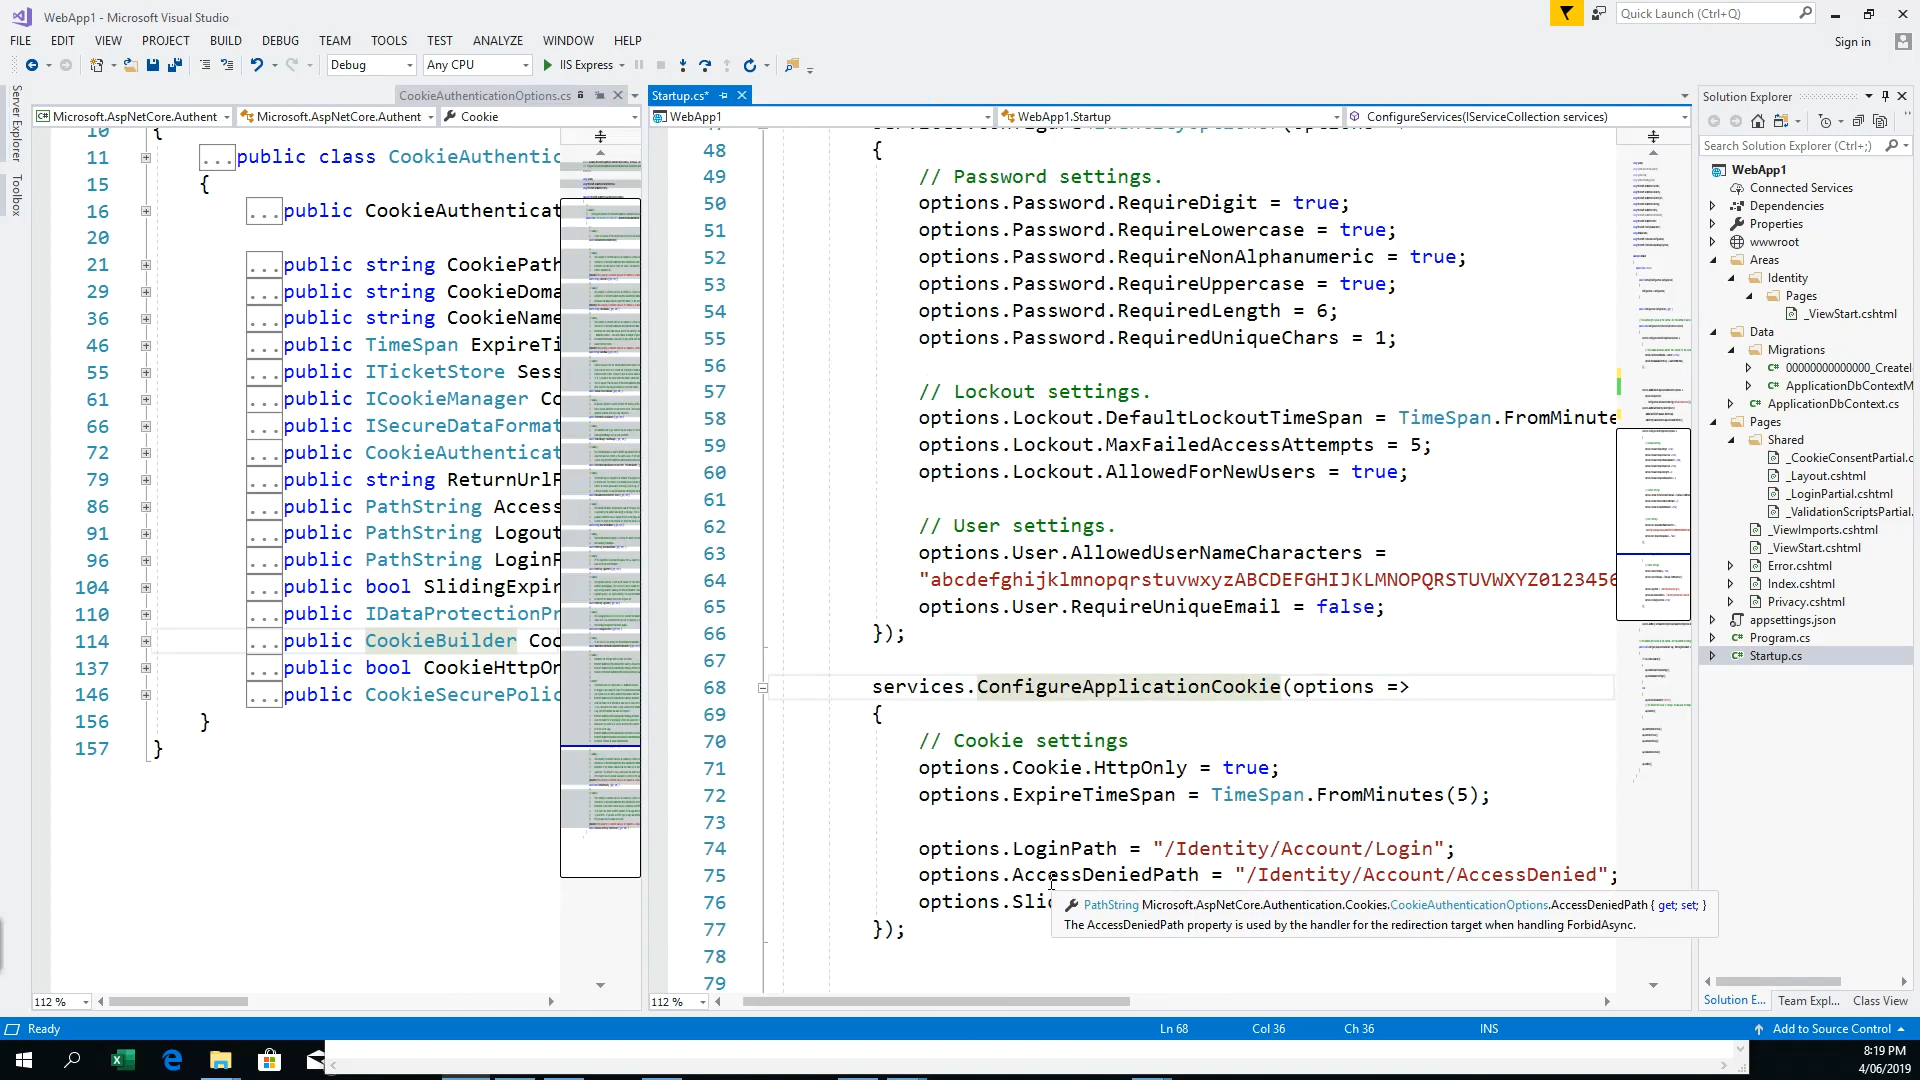 WebApp1 - Microsoft Visual Studio
Quick Launch (Ctrl+Q)
FILE EDIT VIEW PROJECT BUILD DEBUG TEAM TOOLS TEST ANALYZE WINDOW HELP
Sign in
Debug
Any CPU
IIS Express
Server Explorer
Toolbox
CookieAuthenticationOptions.cs
Microsoft.AspNetCore.Authent
Microsoft.AspNetCore.Authent
Cookie
10 {
11 ...public class CookieAuthentic
15 {
16 ...public CookieAuthenticat
20
21 ...public string CookiePath
29 ...public string CookieDoma
36 ...public string CookieName
46 ...public TimeSpan ExpireTi
55 ...public ITicketStore Sess
61 ...public ICookieManager Co
66 ...public ISecureDataFormat
72 ...public CookieAuthenticat
79 ...public string ReturnUrlP
86 ...public PathString Access
91 ...public PathString Logout
96 ...public PathString LoginP
104 ...public bool SlidingExpir
110 ...public IDataProtectionPr
114 ...public CookieBuilder Coo
137 ...public bool CookieHttpOn
146 ...public CookieSecurePolic
156 }
157 }
112 %
Startup.cs*
WebApp1
WebApp1.Startup
ConfigureServices(IServiceCollection services)
48 {
49 // Password settings.
50 options.Password.RequireDigit = true;
51 options.Password.RequireLowercase = true;
52 options.Password.RequireNonAlphanumeric = true;
53 options.Password.RequireUppercase = true;
54 options.Password.RequiredLength = 6;
55 options.Password.RequiredUniqueChars = 1;
56
57 // Lockout settings.
58 options.Lockout.DefaultLockoutTimeSpan = TimeSpan.FromMinute
59 options.Lockout.MaxFailedAccessAttempts = 5;
60 options.Lockout.AllowedForNewUsers = true;
61
62 // User settings.
63 options.User.AllowedUserNameCharacters =
64 "abcdefghijklmnopqrstuvwxyzABCDEFGHIJKLMNOPQRSTUVWXYZ0123456
65 options.User.RequireUniqueEmail = false;
66 });
67
68 services.ConfigureApplicationCookie(options =>
69 {
70 // Cookie settings
71 options.Cookie.HttpOnly = true;
72 options.ExpireTimeSpan = TimeSpan.FromMinutes(5);
73
74 options.LoginPath = "/Identity/Account/Login";
75 options.AccessDeniedPath = "/Identity/Account/AccessDenied";
76 options.Slid
PathString Microsoft.AspNetCore.Authentication.Cookies.CookieAuthenticationOptions.AccessDeniedPath { get; set; }
The AccessDeniedPath property is used by the handler for the redirection target when handling ForbidAsync.
77 });
78
79
112 %
Solution Explorer
Search Solution Explorer (Ctrl+;)
WebApp1
Connected Services
Dependencies
Properties
wwwroot
Areas
Identity
Pages
_ViewStart.cshtml
Data
Migrations
00000000000000_CreateI
ApplicationDbContextM
ApplicationDbContext.cs
Pages
Shared
_CookieConsentPartial.c
_Layout.cshtml
_LoginPartial.cshtml
_ValidationScriptsPartial.
_ViewImports.cshtml
_ViewStart.cshtml
Error.cshtml
Index.cshtml
Privacy.cshtml
appsettings.json
Program.cs
Startup.cs
Solution E... Team Expl... Class View
Ready
Ln 68 Col 36 Ch 36 INS
Add to Source Control
8:19 PM
4/06/2019